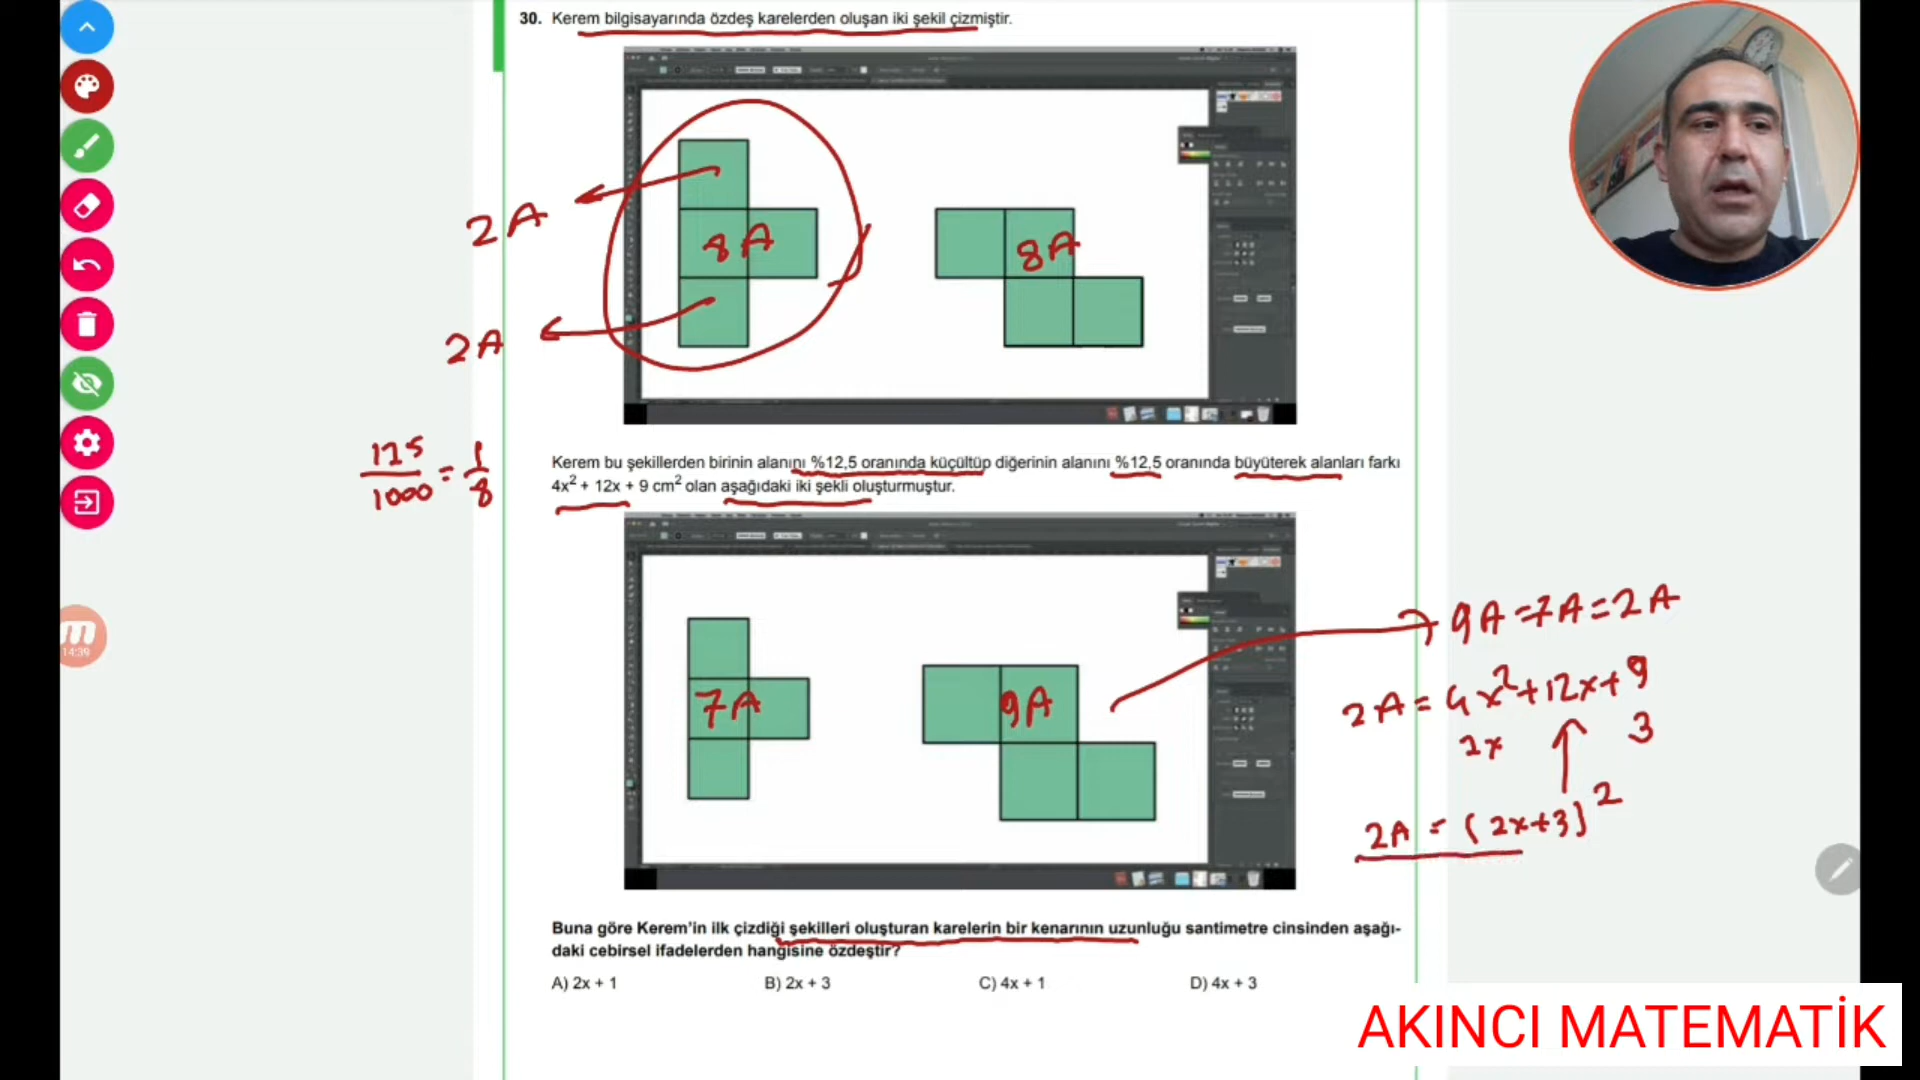 30. Kerem bilgisayarında özdeş karelerden oluşan iki şekil çizmiştir.
2A
8A
8A
2A
125/1000 = 1/8
Kerem bu şekillerden birinin alanını %12,5 oranında küçültüp diğerinin alanını %12,5 oranında büyüterek alanları farkı
4x² + 12x + 9 cm² olan aşağıdaki iki şekli oluşturmuştur.
9A=7A=2A
7A
9A
2A = 4x²+12x+9
2x 3
2A = (2x+3)²
14:39
Buna göre Kerem'in ilk çizdiği şekilleri oluşturan karelerin bir kenarının uzunluğu santimetre cinsinden aşağı-
daki cebirsel ifadelerden hangisine özdeştir?
A) 2x + 1 B) 2x + 3 C) 4x + 1 D) 4x + 3
AKINCI MATEMATİK